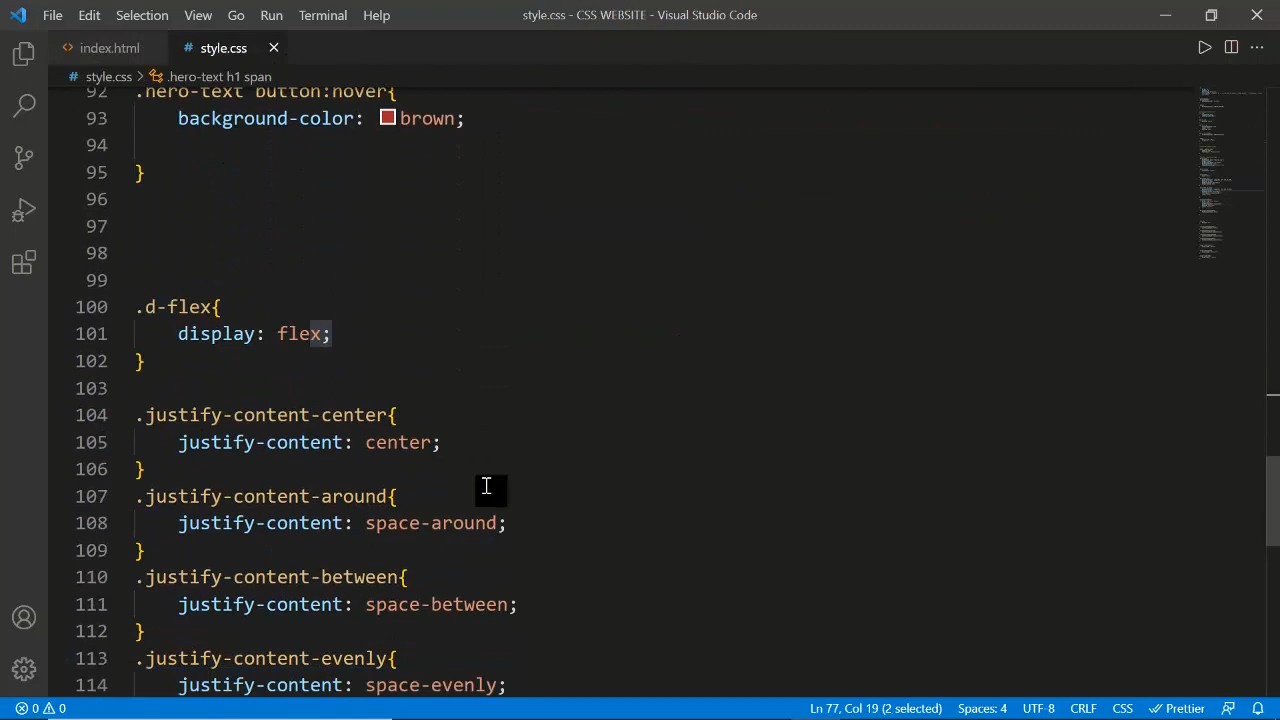 File Edit Selection View Go Run Terminal Help style.css - CSS WEBSITE - Visual Studio Code
index.html style.css
style.css > .hero-text h1 span
92 .hero-text button:hover{
93 background-color: brown;
94
95 }
96
97
98
99
100 .d-flex{
101 display: flex;
102 }
103
104 .justify-content-center{
105 justify-content: center;
106 }
107 .justify-content-around{
108 justify-content: space-around;
109 }
110 .justify-content-between{
111 justify-content: space-between;
112 }
113 .justify-content-evenly{
114 justify-content: space-evenly;
0 0 Ln 77, Col 19 (2 selected) Spaces: 4 UTF-8 CRLF CSS Prettier